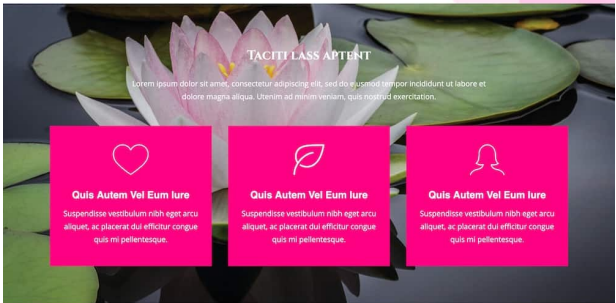 Taciti lass aptent
Lorem ipsum dolor sit amet, consectetur adipiscing elit, sed do eiusmod tempor incididunt ut labore et
dolore magna aliqua. Utenim ad minim veniam, quis nostrud exercitation.
Quis Autem Vel Eum Iure
Suspendisse vestibulum nibh eget arcu
aliquet, ac placerat dui efficitur congue
quis mi pellentesque.
Quis Autem Vel Eum Iure
Suspendisse vestibulum nibh eget arcu
aliquet, ac placerat dui efficitur congue
quis mi pellentesque.
Quis Autem Vel Eum Iure
Suspendisse vestibulum nibh eget arcu
aliquet, ac placerat dui efficitur congue
quis mi pellentesque.